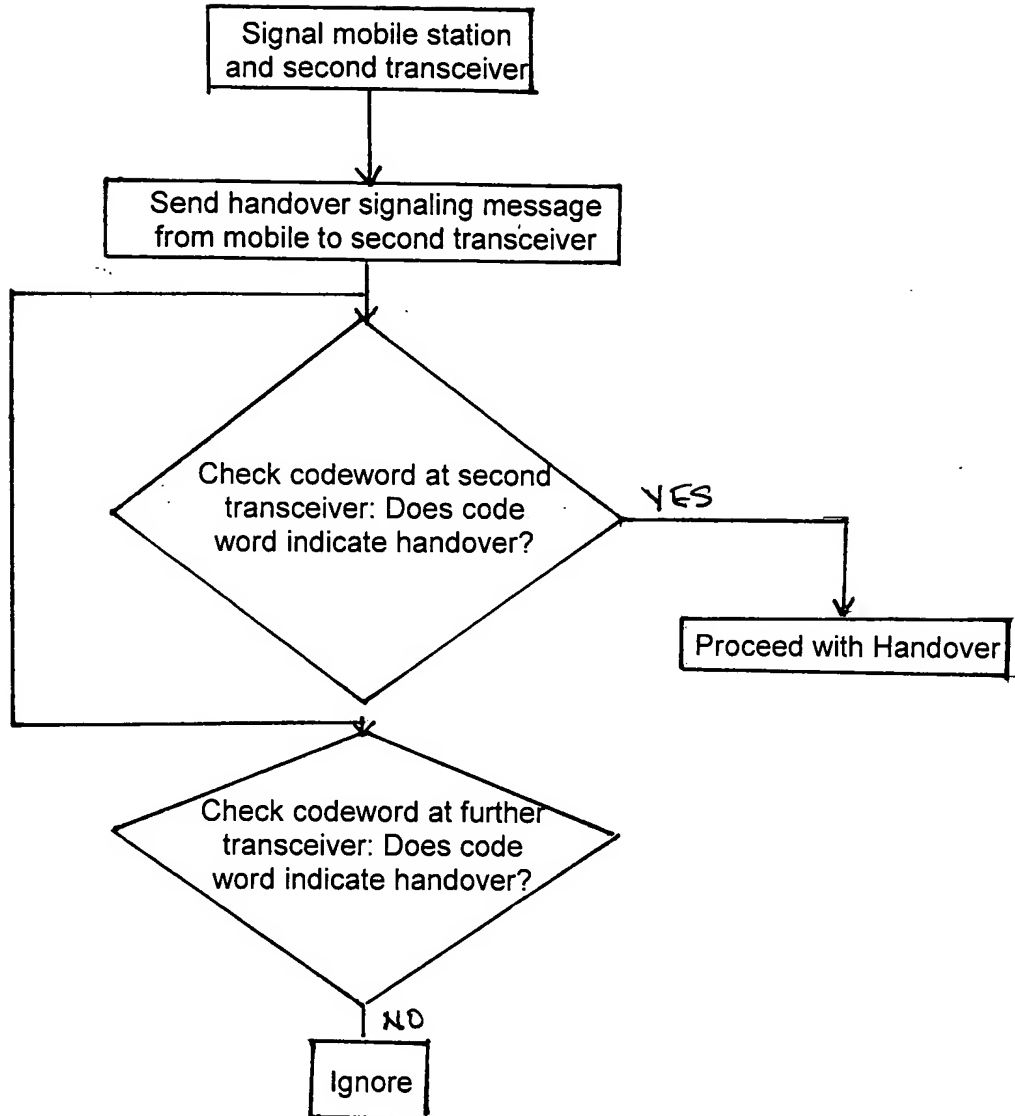 Signal mobile station
and second transceiver
Send handover signaling message
from mobile to second transceiver
Check codeword at second
transceiver: Does code
word indicate handover?
YES
Proceed with Handover
Check codeword at further
transceiver: Does code
word indicate handover?
NO
Ignore